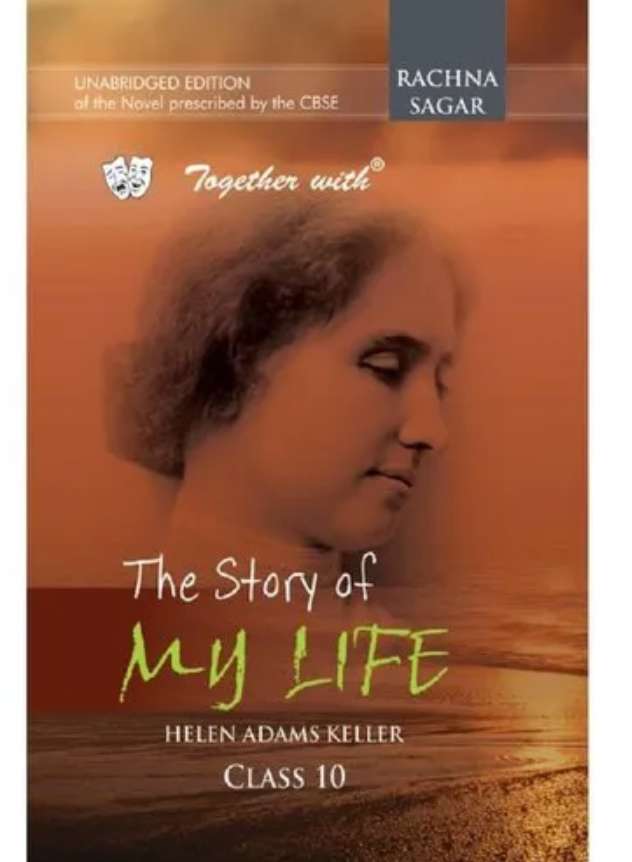 UNABRIDGED EDITION
of the Novel prescribed by the CBSE
RACHNA
SAGAR
Together with®
The Story of
MY LIFE
HELEN ADAMS KELLER
CLASS 10